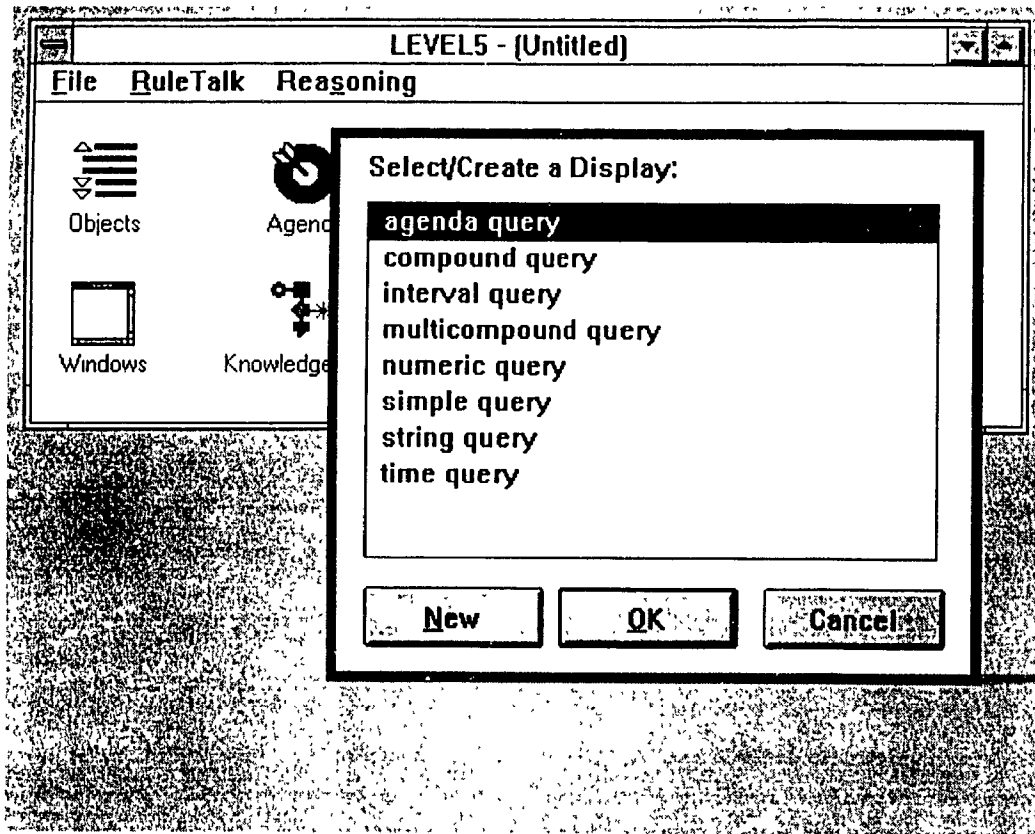 LEVEL5 - (Untitled)
File RuleTalk Reasoning
Objects
Agend
Windows
Knowledge
Select/Create a Display:
agenda query
compound query
interval query
multicompound query
numeric query
simple query
string query
time query
New OK Cancel